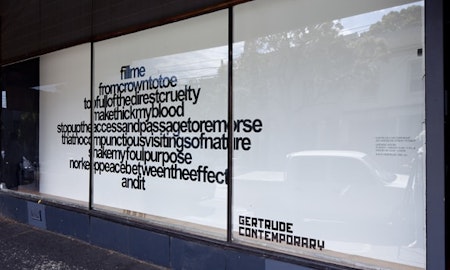 fillme
fromcrowntotoe
topfullofthedirestcruelty
makethickmyblood
stopuptheaccessandpassagetoremorse
thatnocompunctiousvisitingsofnature
shakemyfoulpurpose
norkeeppeacebetweentheeffect
andit
GERTRUDE
CONTEMPORARY